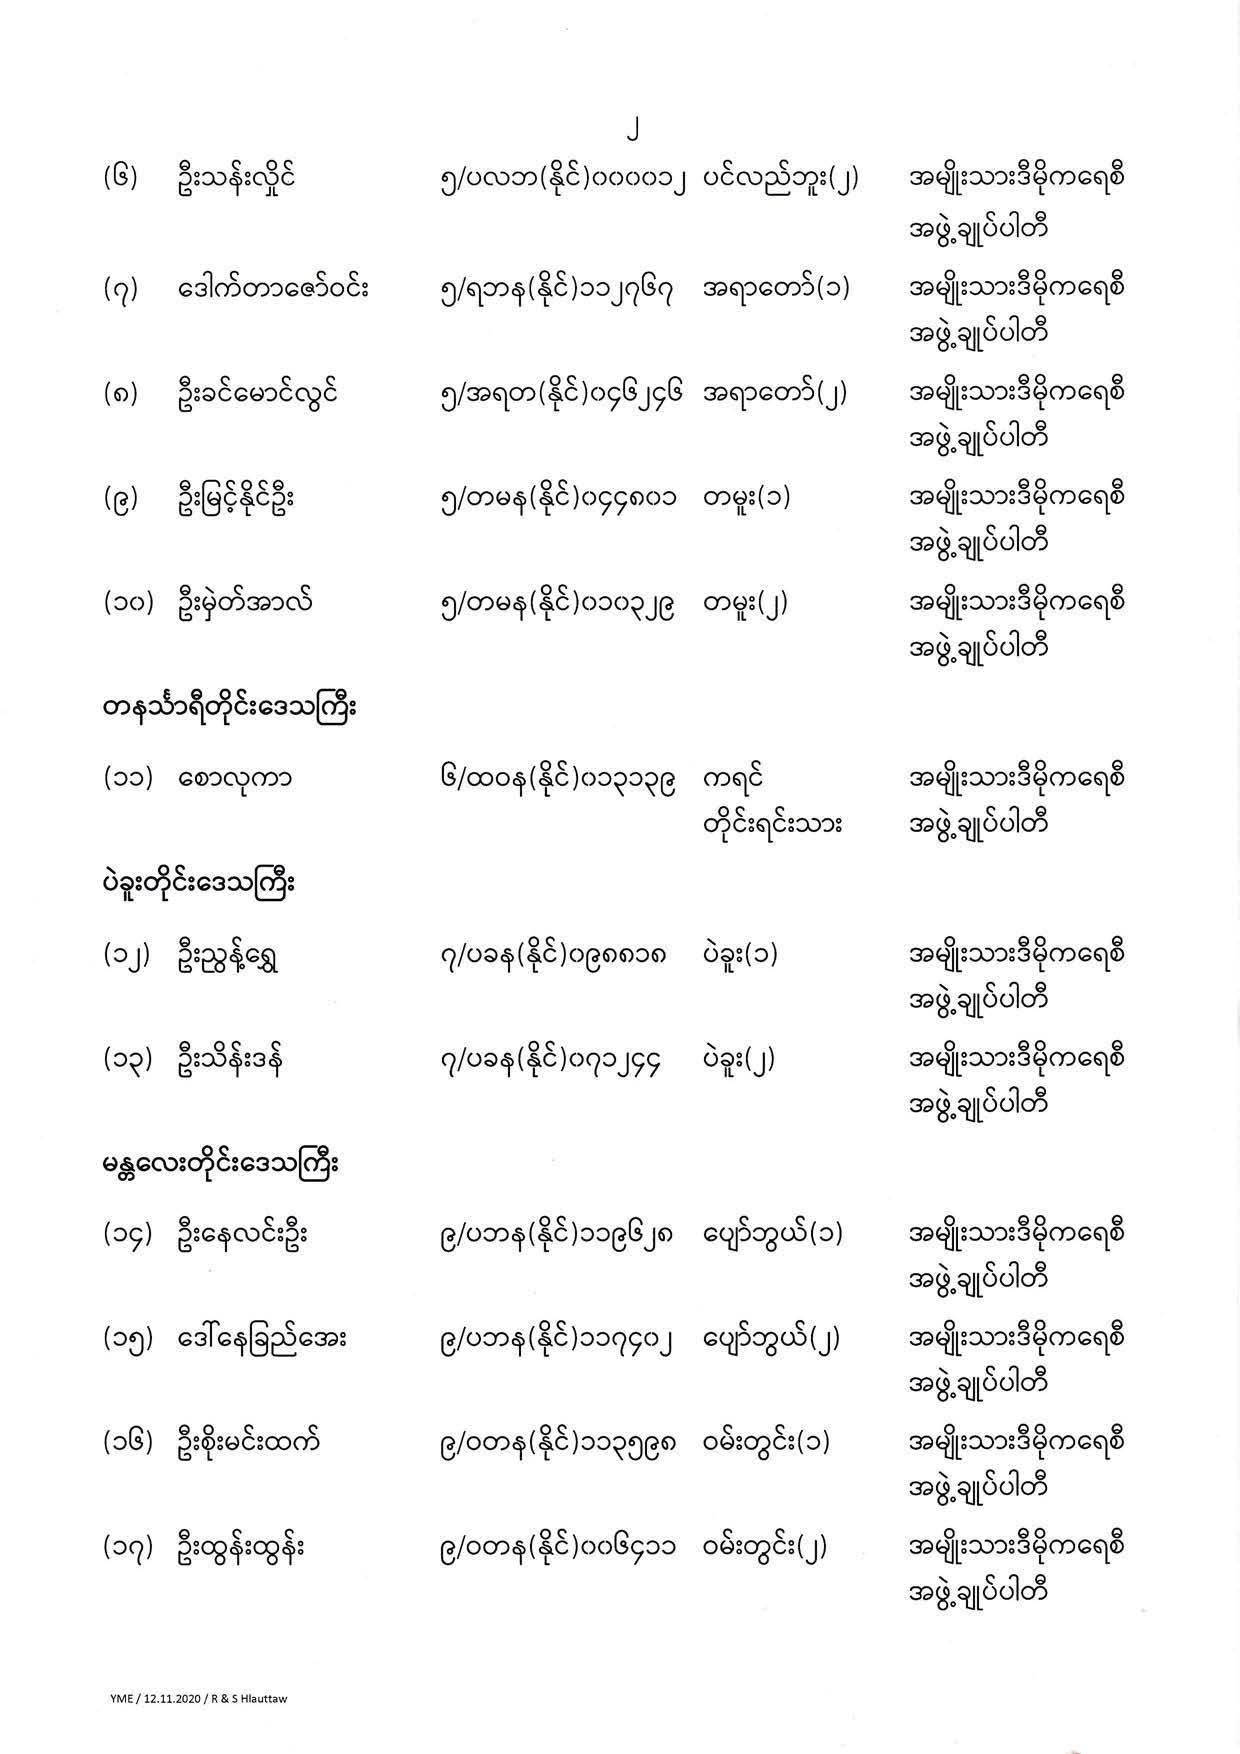 ၂
(၆) ဦးသန်းလှိုင် ၅/ပလဘ(နိုင်)၀၀၀၀၁၂ ပင်လည်ဘူး(၂) အမျိုးသားဒီမိုကရေစီ
အဖွဲ့ချုပ်ပါတီ
(၇) ဒေါက်တာဇော်ဝင်း ၅/ရဘန(နိုင်)၁၁၂၇၆၇ အရာတော်(၁) အမျိုးသားဒီမိုကရေစီ
အဖွဲ့ချုပ်ပါတီ
(၈) ဦးခင်မောင်လွင် ၅/အရတ(နိုင်)၀၄၆၂၄၆ အရာတော်(၂) အမျိုးသားဒီမိုကရေစီ
အဖွဲ့ချုပ်ပါတီ
(၉) ဦးမြင့်နိုင်ဦး ၅/တမန(နိုင်)၀၄၄၈၀၁ တမူး(၁) အမျိုးသားဒီမိုကရေစီ
အဖွဲ့ချုပ်ပါတီ
(၁၀) ဦးမှဲတ်အာလ် ၅/တမန(နိုင်)၀၁၀၃၂၉ တမူး(၂) အမျိုးသားဒီမိုကရေစီ
အဖွဲ့ချုပ်ပါတီ
တနင်္သာရီတိုင်းဒေသကြီး
(၁၁) စောလုကာ ၆/ထဝန(နိုင်)၀၁၃၁၃၉ ကရင် အမျိုးသားဒီမိုကရေစီ
တိုင်းရင်းသား အဖွဲ့ချုပ်ပါတီ
ပဲခူးတိုင်းဒေသကြီး
(၁၂) ဦးညွန့်ရွှေ ၇/ပခန(နိုင်)၀၉၈၈၁၈ ပဲခူး(၁) အမျိုးသားဒီမိုကရေစီ
အဖွဲ့ချုပ်ပါတီ
(၁၃) ဦးသိန်းဒန် ၇/ပခန(နိုင်)၀၇၁၂၄၄ ပဲခူး(၂) အမျိုးသားဒီမိုကရေစီ
အဖွဲ့ချုပ်ပါတီ
မန္တလေးတိုင်းဒေသကြီး
(၁၄) ဦးနေလင်းဦး ၉/ပဘန(နိုင်)၁၁၉၆၂၈ ပျော်ဘွယ်(၁) အမျိုးသားဒီမိုကရေစီ
အဖွဲ့ချုပ်ပါတီ
(၁၅) ဒေါ်နေခြည်အေး ၉/ပဘန(နိုင်)၁၁၇၄၀၂ ပျော်ဘွယ်(၂) အမျိုးသားဒီမိုကရေစီ
အဖွဲ့ချုပ်ပါတီ
(၁၆) ဦးစိုးမင်းထက် ၉/ဝတန(နိုင်)၁၁၃၅၉၈ ဝမ်းတွင်း(၁) အမျိုးသားဒီမိုကရေစီ
အဖွဲ့ချုပ်ပါတီ
(၁၇) ဦးထွန်းထွန်း ၉/ဝတန(နိုင်)၀၀၆၄၁၁ ဝမ်းတွင်း(၂) အမျိုးသားဒီမိုကရေစီ
အဖွဲ့ချုပ်ပါတီ
YME / 12.11.2020 / R & S Hlauttaw